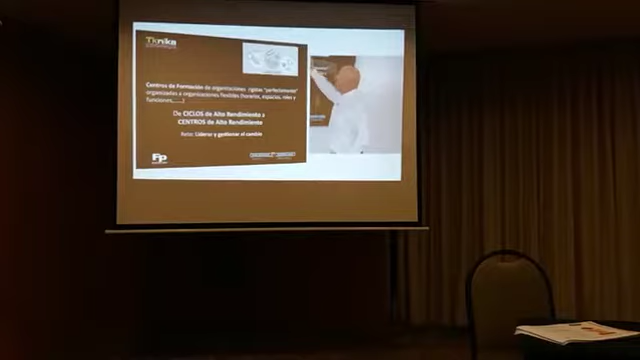 Tknika
Centros de Formación de organizaciones rígidas "perfectamente"
organizadas a organizaciones flexibles (horarios, espacios, roles y
funciones,....)
De CICLOS de Alto Rendimiento a
CENTROS de Alto Rendimiento
Reto: Liderar y gestionar el cambio
Fp